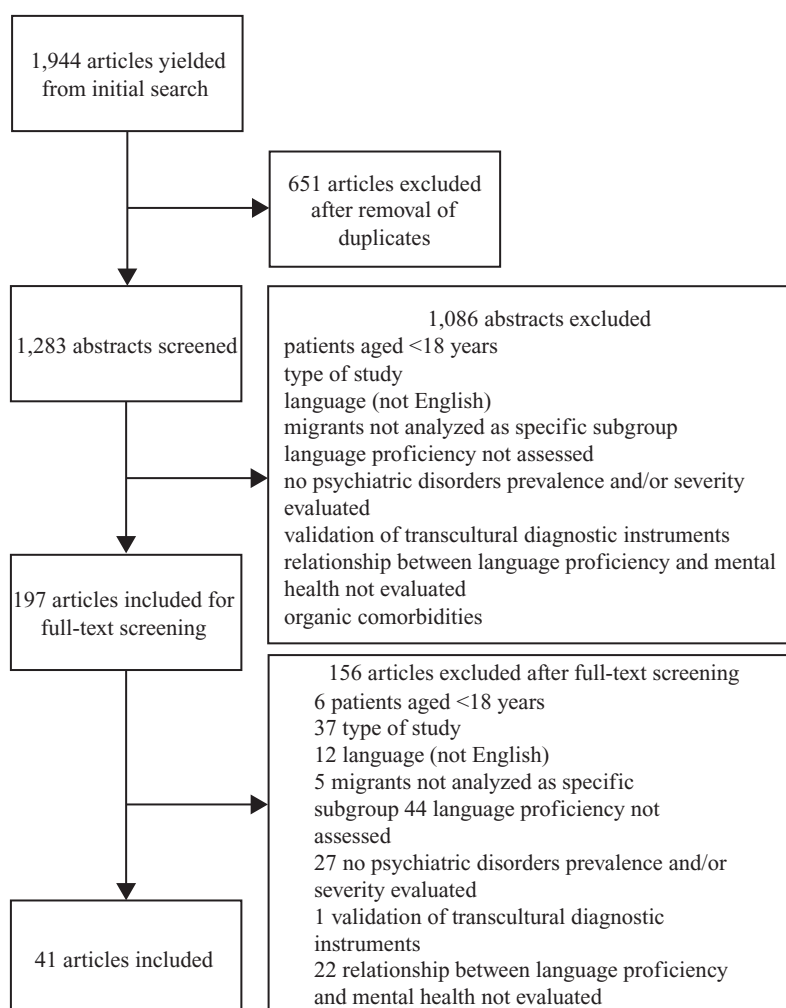 1,944 articles yielded
from initial search
651 articles excluded
after removal of
duplicates
1,283 abstracts screened
1,086 abstracts excluded
patients aged <18 years
type of study
language (not English)
migrants not analyzed as specific subgroup
language proficiency not assessed
no psychiatric disorders prevalence and/or severity
evaluated
validation of transcultural diagnostic instruments
relationship between language proficiency and mental
health not evaluated
organic comorbidities
197 articles included for
full-text screening
156 articles excluded after full-text screening
6 patients aged <18 years
37 type of study
12 language (not English)
5 migrants not analyzed as specific
subgroup 44 language proficiency not
assessed
27 no psychiatric disorders prevalence and/or
severity evaluated
1 validation of transcultural diagnostic
instruments
22 relationship between language proficiency
and mental health not evaluated
41 articles included